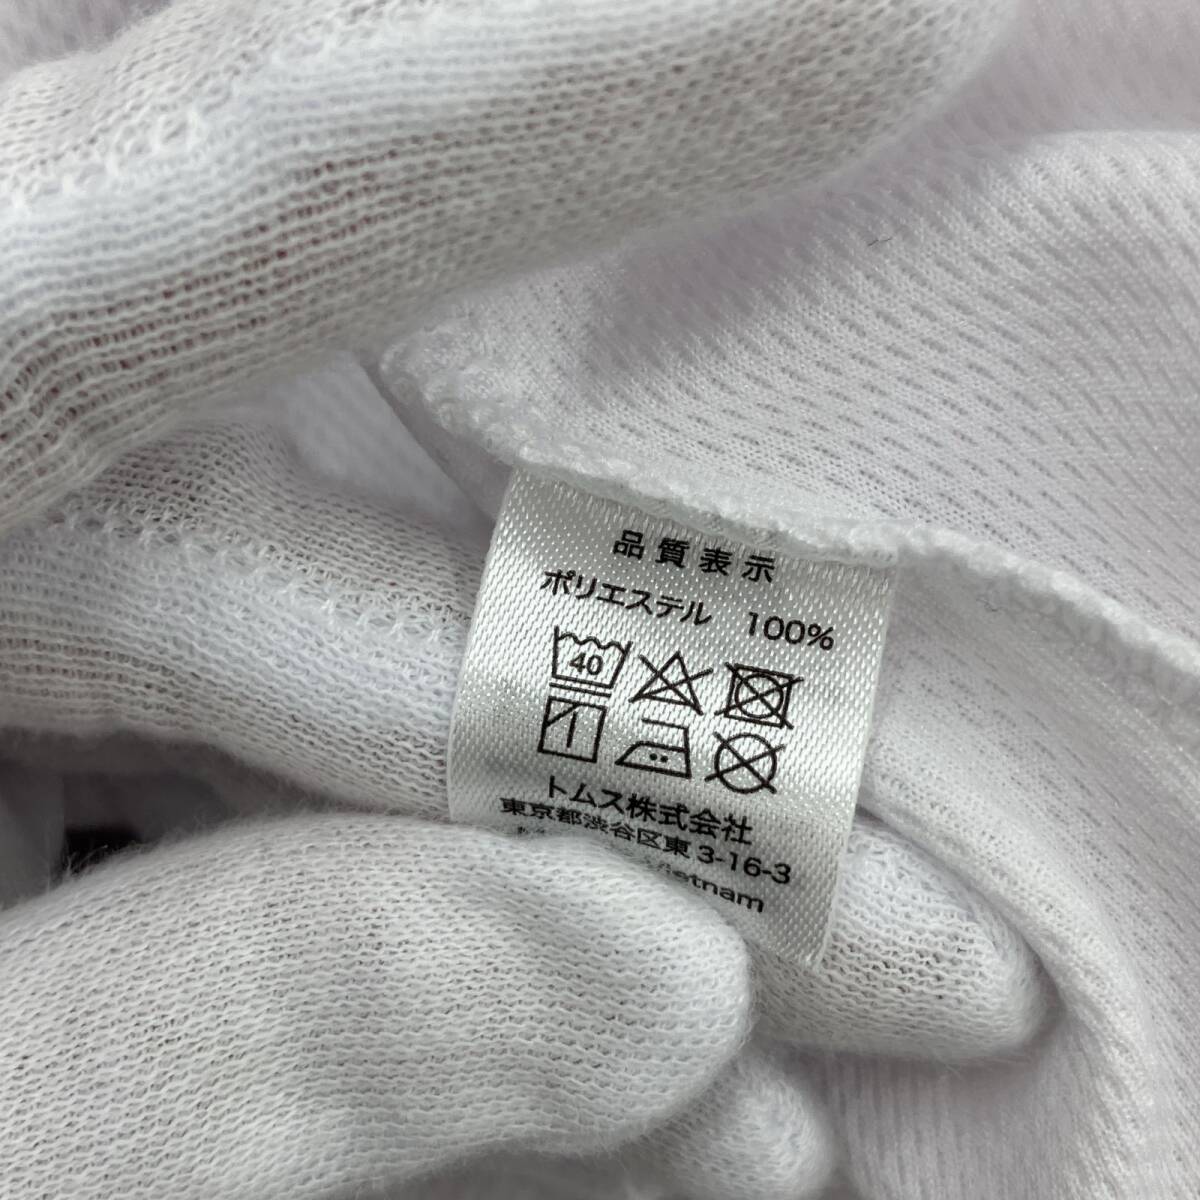 品質表示
ポリエステル 100%
40
トムス株式会社
東京都渋谷区東 3-16-3
Vietnam